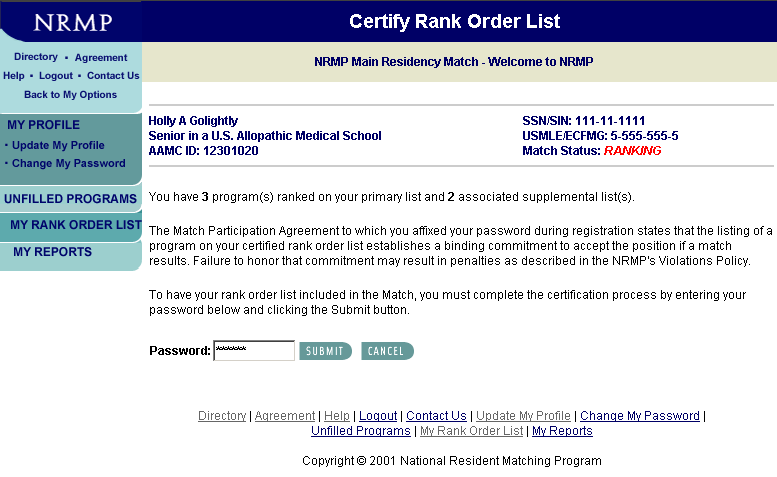 NRMP
Certify Rank Order List
Directory ▪ Agreement
Help ▪ Logout ▪ Contact Us
Back to My Options
NRMP Main Residency Match - Welcome to NRMP
MY PROFILE
· Update My Profile
· Change My Password
UNFILLED PROGRAMS
MY RANK ORDER LIST
MY REPORTS
Holly A Golightly SSN/SIN: 111-11-1111
Senior in a U.S. Allopathic Medical School USMLE/ECFMG: 5-555-555-5
AAMC ID: 12301020 Match Status: RANKING
You have 3 program(s) ranked on your primary list and 2 associated supplemental list(s).
The Match Participation Agreement to which you affixed your password during registration states that the listing of a
program on your certified rank order list establishes a binding commitment to accept the position if a match
results. Failure to honor that commitment may result in penalties as described in the NRMP's Violations Policy.
To have your rank order list included in the Match, you must complete the certification process by entering your
password below and clicking the Submit button.
Password: ******* SUBMIT CANCEL
Directory | Agreement | Help | Logout | Contact Us | Update My Profile | Change My Password |
Unfilled Programs | My Rank Order List | My Reports
Copyright © 2001 National Resident Matching Program